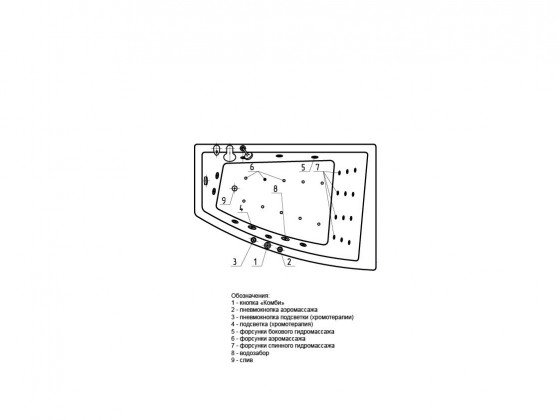 6
5
7
8
9
4
3
1
2
Обозначения:
1 - кнопка «Комби»
2 - пневмокнопка аэромассажа
3 - пневмокнопка подсветки (хромотерапии)
4 - подсветка (хромотерапия)
5 - форсунки бокового гидромассажа
6 - форсунки аэромассажа
7 - форсунки спинного гидромассажа
8 - водозабор
9 - слив